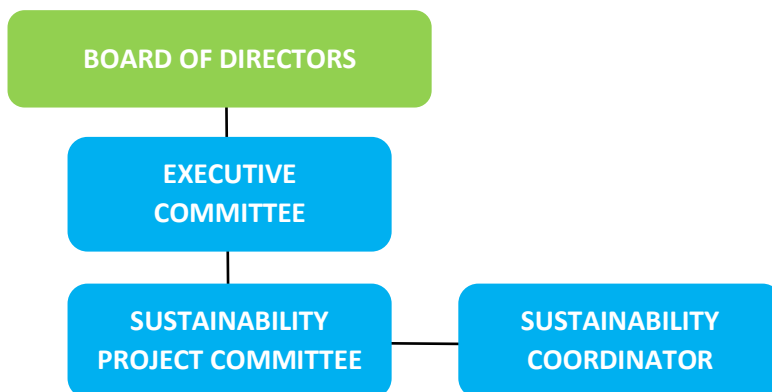 BOARD OF DIRECTORS
EXECUTIVE
COMMITTEE
SUSTAINABILITY
PROJECT COMMITTEE
SUSTAINABILITY
COORDINATOR